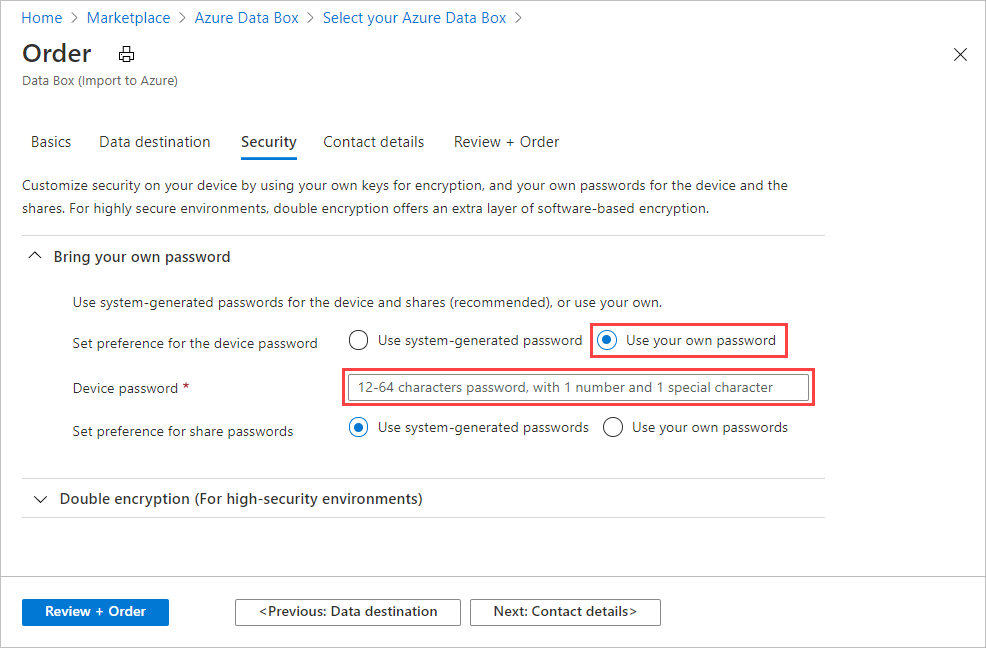 Home > Marketplace > Azure Data Box > Select your Azure Data Box >
Order
Data Box (Import to Azure)
Basics Data destination Security Contact details Review + Order
Customize security on your device by using your own keys for encryption, and your own passwords for the device and the
shares. For highly secure environments, double encryption offers an extra layer of software-based encryption.
Bring your own password
Use system-generated passwords for the device and shares (recommended), or use your own.
Set preference for the device password Use system-generated password Use your own password
Device password * 12-64 characters password, with 1 number and 1 special character
Set preference for share passwords Use system-generated passwords Use your own passwords
Double encryption (For high-security environments)
Review + Order <Previous: Data destination Next: Contact details>